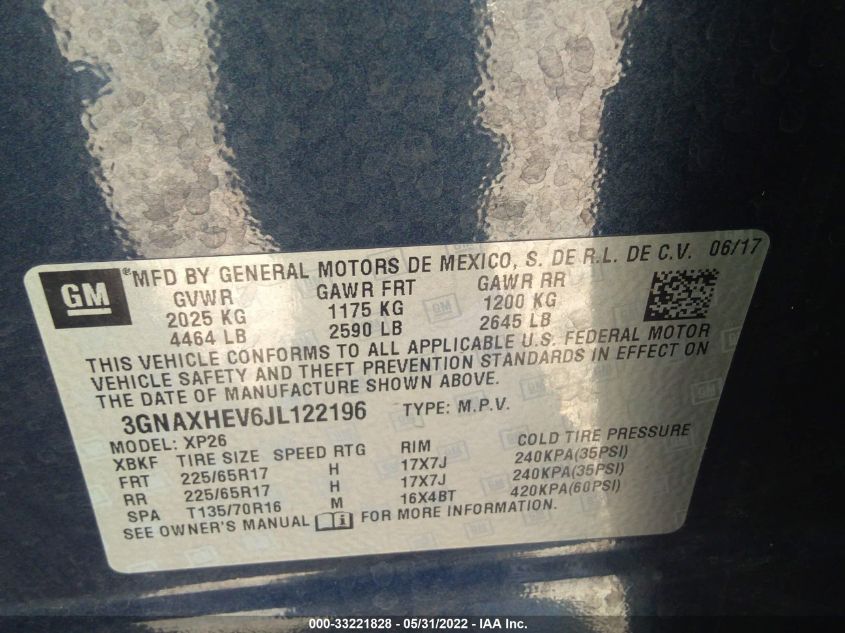 GM ®MFD BY GENERAL MOTORS DE MEXICO, S. DE R.L. DE C.V. 06/17
GVWR GAWR FRT GAWR RR
2025 KG 1175 KG 1200 KG
4464 LB 2590 LB 2645 LB
THIS VEHICLE CONFORMS TO ALL APPLICABLE U.S. FEDERAL MOTOR
VEHICLE SAFETY AND THEFT PREVENTION STANDARDS IN EFFECT ON
THE DATE OF MANUFACTURE SHOWN ABOVE.
3GNAXHEV6JL122196 TYPE: M.P.V.
MODEL: XP26
XBKF TIRE SIZE SPEED RTG RIM COLD TIRE PRESSURE
FRT 225/65R17 H 17X7J 240KPA(35PSI)
RR 225/65R17 H 17X7J 240KPA(35PSI)
SPA T135/70R16 M 16X4BT 420KPA(60PSI)
SEE OWNER'S MANUAL FOR MORE INFORMATION.
000-33221828 - 05/31/2022 - IAA Inc.